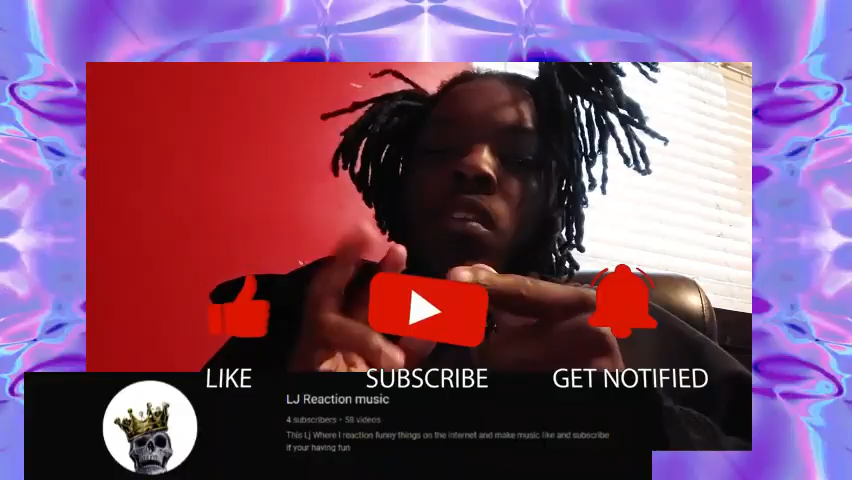 LIKE
SUBSCRIBE
GET NOTIFIED
LJ Reaction music
4 subscribers • 58 videos
This Lj Where I reaction funny things on the internet and make music like and subscribe
if your having fun